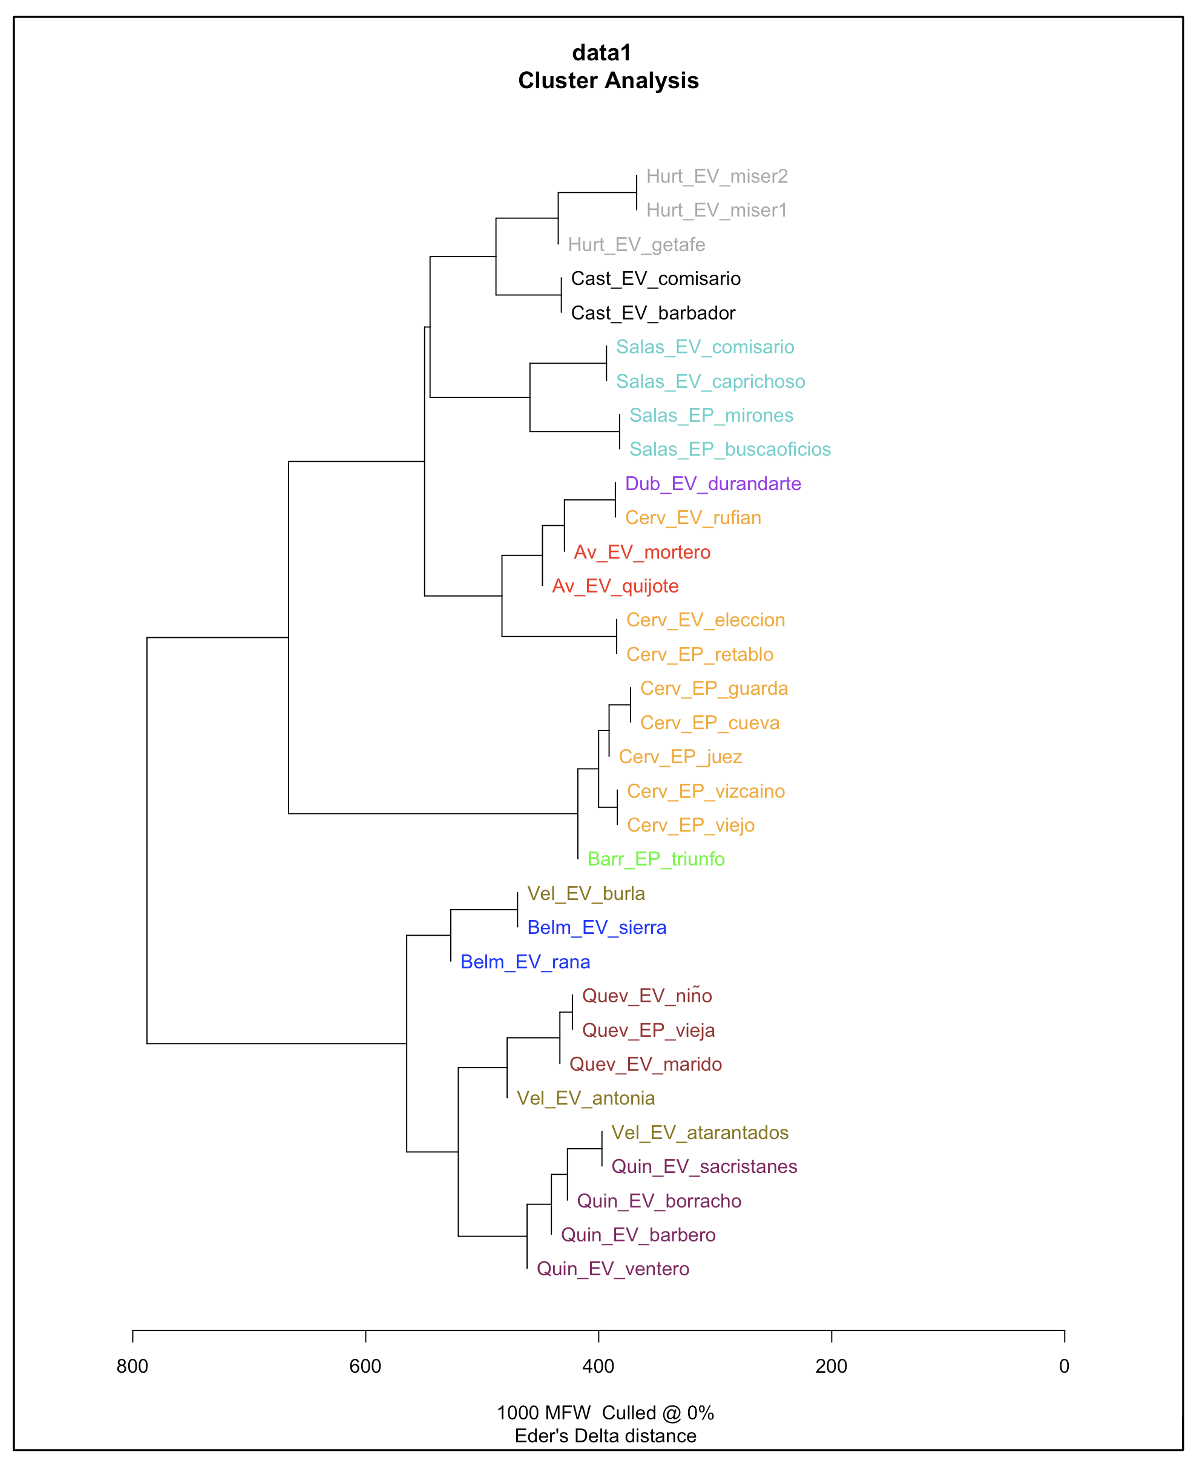 data1
Cluster Analysis
Hurt_EV_miser2
Hurt_EV_miser1
Hurt_EV_getafe
Cast_EV_comisario
Cast_EV_barbador
Salas_EV_comisario
Salas_EV_caprichoso
Salas_EP_mirones
Salas_EP_buscaoficios
Dub_EV_durandarte
Cerv_EV_rufian
Av_EV_mortero
Av_EV_quijote
Cerv_EV_eleccion
Cerv_EP_retablo
Cerv_EP_guarda
Cerv_EP_cueva
Cerv_EP_juez
Cerv_EP_vizcaino
Cerv_EP_viejo
Barr_EP_triunfo
Vel_EV_burla
Belm_EV_sierra
Belm_EV_rana
Quev_EV_niño
Quev_EP_vieja
Quev_EV_marido
Vel_EV_antonia
Vel_EV_atarantados
Quin_EV_sacristanes
Quin_EV_borracho
Quin_EV_barbero
Quin_EV_ventero
800 600 400 200 0
1000 MFW Culled @ 0%
Eder's Delta distance